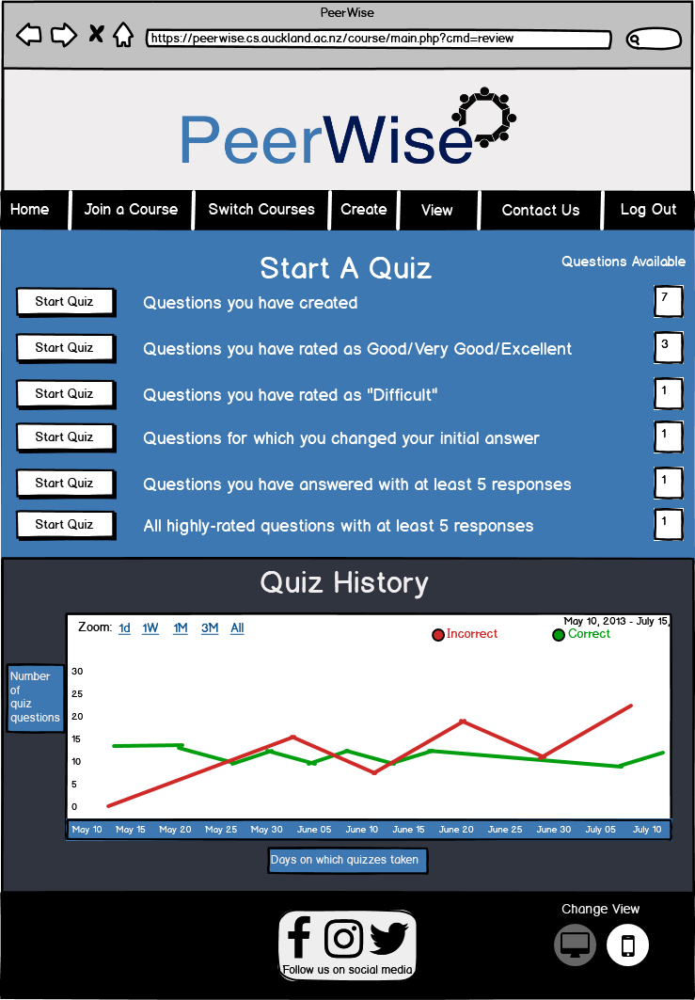 PeerWise
https://peerwise.cs.auckland.ac.nz/course/main.php?cmd=review
PeerWise
Home Join a Course Switch Courses Create View Contact Us Log Out
Start A Quiz
Questions Available
Start Quiz Questions you have created 7
Start Quiz Questions you have rated as Good/Very Good/Excellent 3
Start Quiz Questions you have rated as "Difficult" 1
Start Quiz Questions for which you changed your initial answer 1
Start Quiz Questions you have answered with at least 5 responses 1
Start Quiz All highly-rated questions with at least 5 responses 1
Quiz History
Zoom: 1d 1W 1M 3M All
May 10, 2013 - July 15,
Incorrect Correct
Number
of
quiz
questions
30
25
20
15
10
5
0
May 10 May 15 May 20 May 25 May 30 June 05 June 10 June 15 June 20 June 25 June 30 July 05 July 10
Days on which quizzes taken
Change View
Follow us on social media